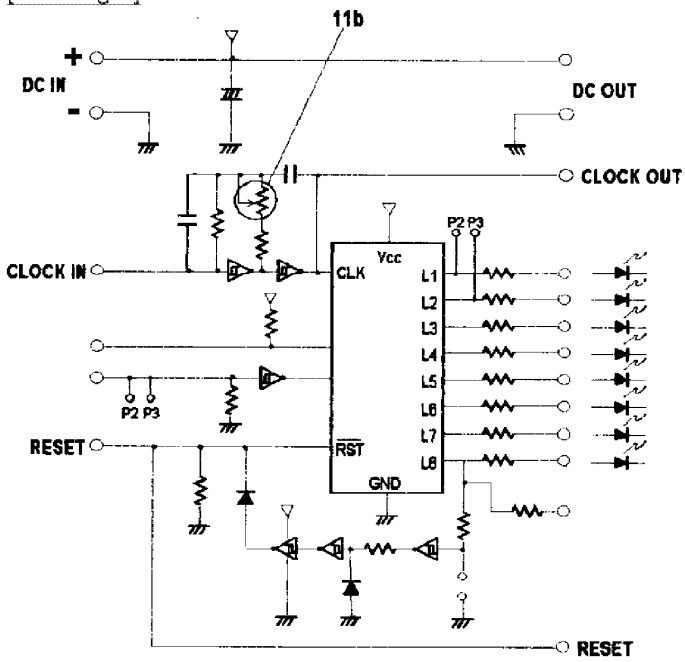 11b
+
DC IN
-
DC OUT
CLOCK OUT
P2 P3
Vcc
CLOCK IN
CLK
L1
L2
L3
L4
L5
P2 P3
L6
L7
RESET
RST
L8
GND
RESET